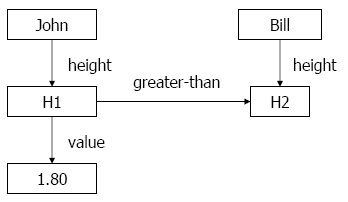 John
Bill
height
height
greater-than
H1
H2
value
1.80